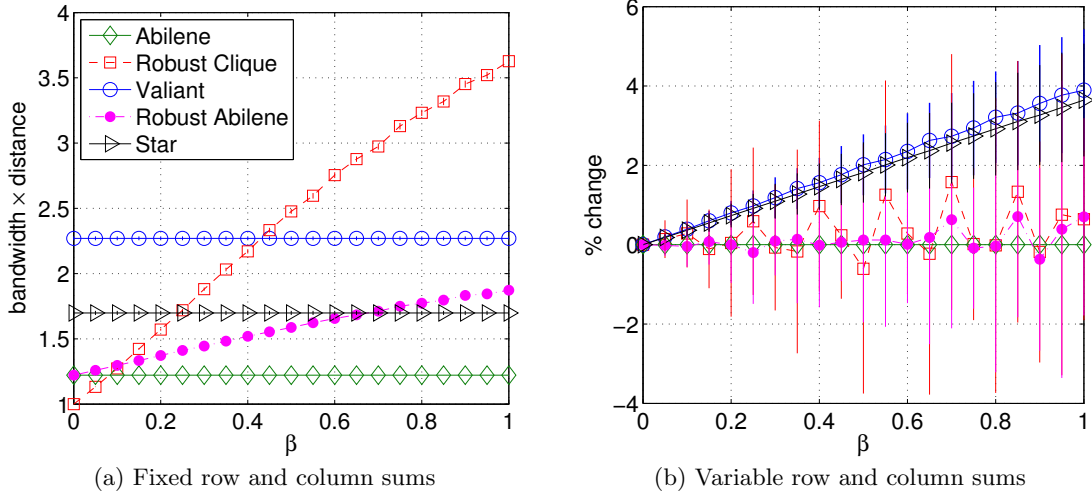 4
3.5
3
2.5
2
1.5
1
bandwidth × distance
0 0.2 0.4 0.6 0.8 1
β
Abilene
Robust Clique
Valiant
Robust Abilene
Star
(a) Fixed row and column sums
6
4
2
0
−2
−4
% change
0 0.2 0.4 0.6 0.8 1
β
(b) Variable row and column sums